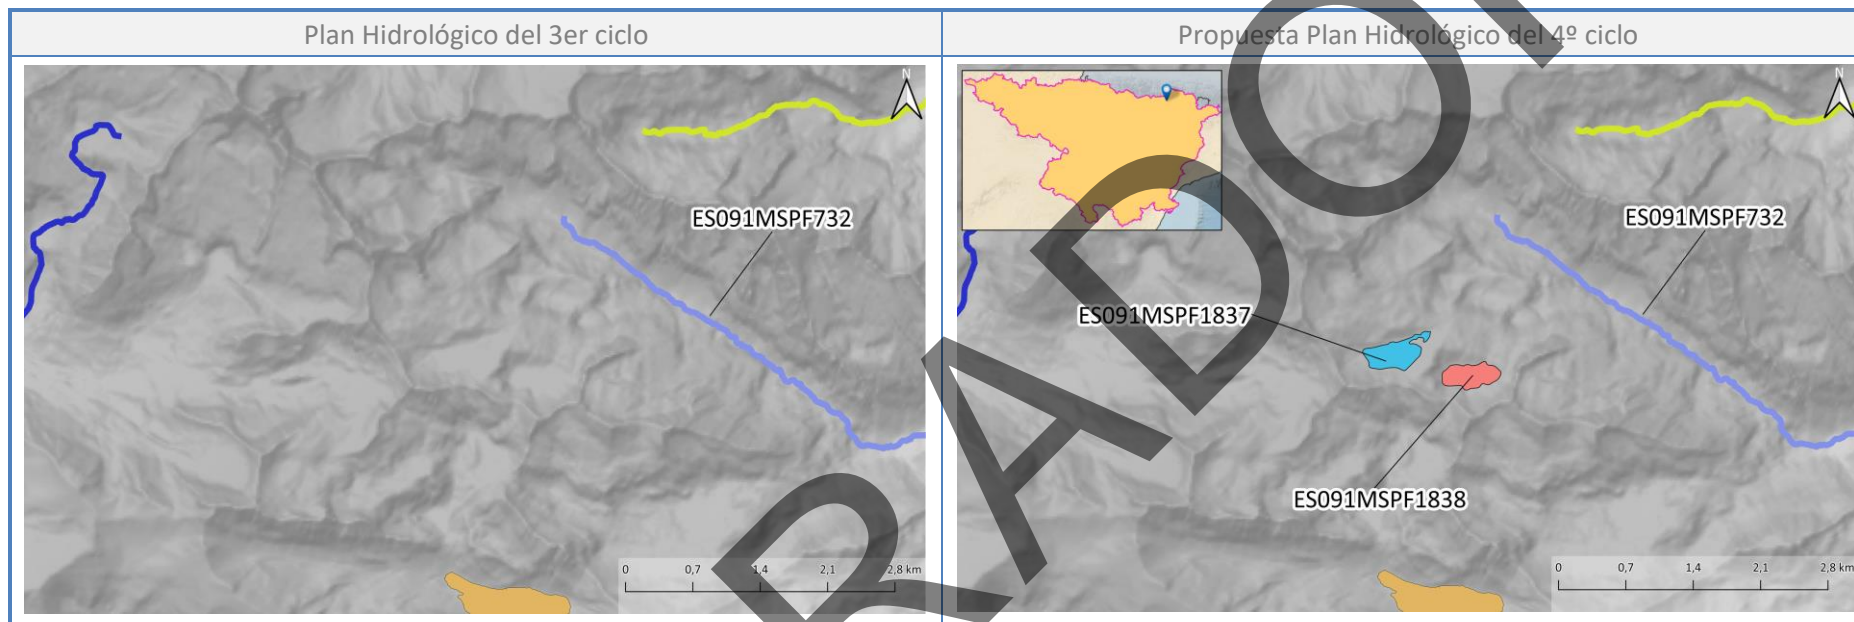 Plan Hidrológico del 3er ciclo
Propuesta Plan Hidrológico del 4º ciclo
N
ES091MSPF732
0 0,7 1,4 2,1 2,8 km
N
ES091MSPF732
ES091MSPF1837
ES091MSPF1838
0 0,7 1,4 2,1 2,8 km
RADO